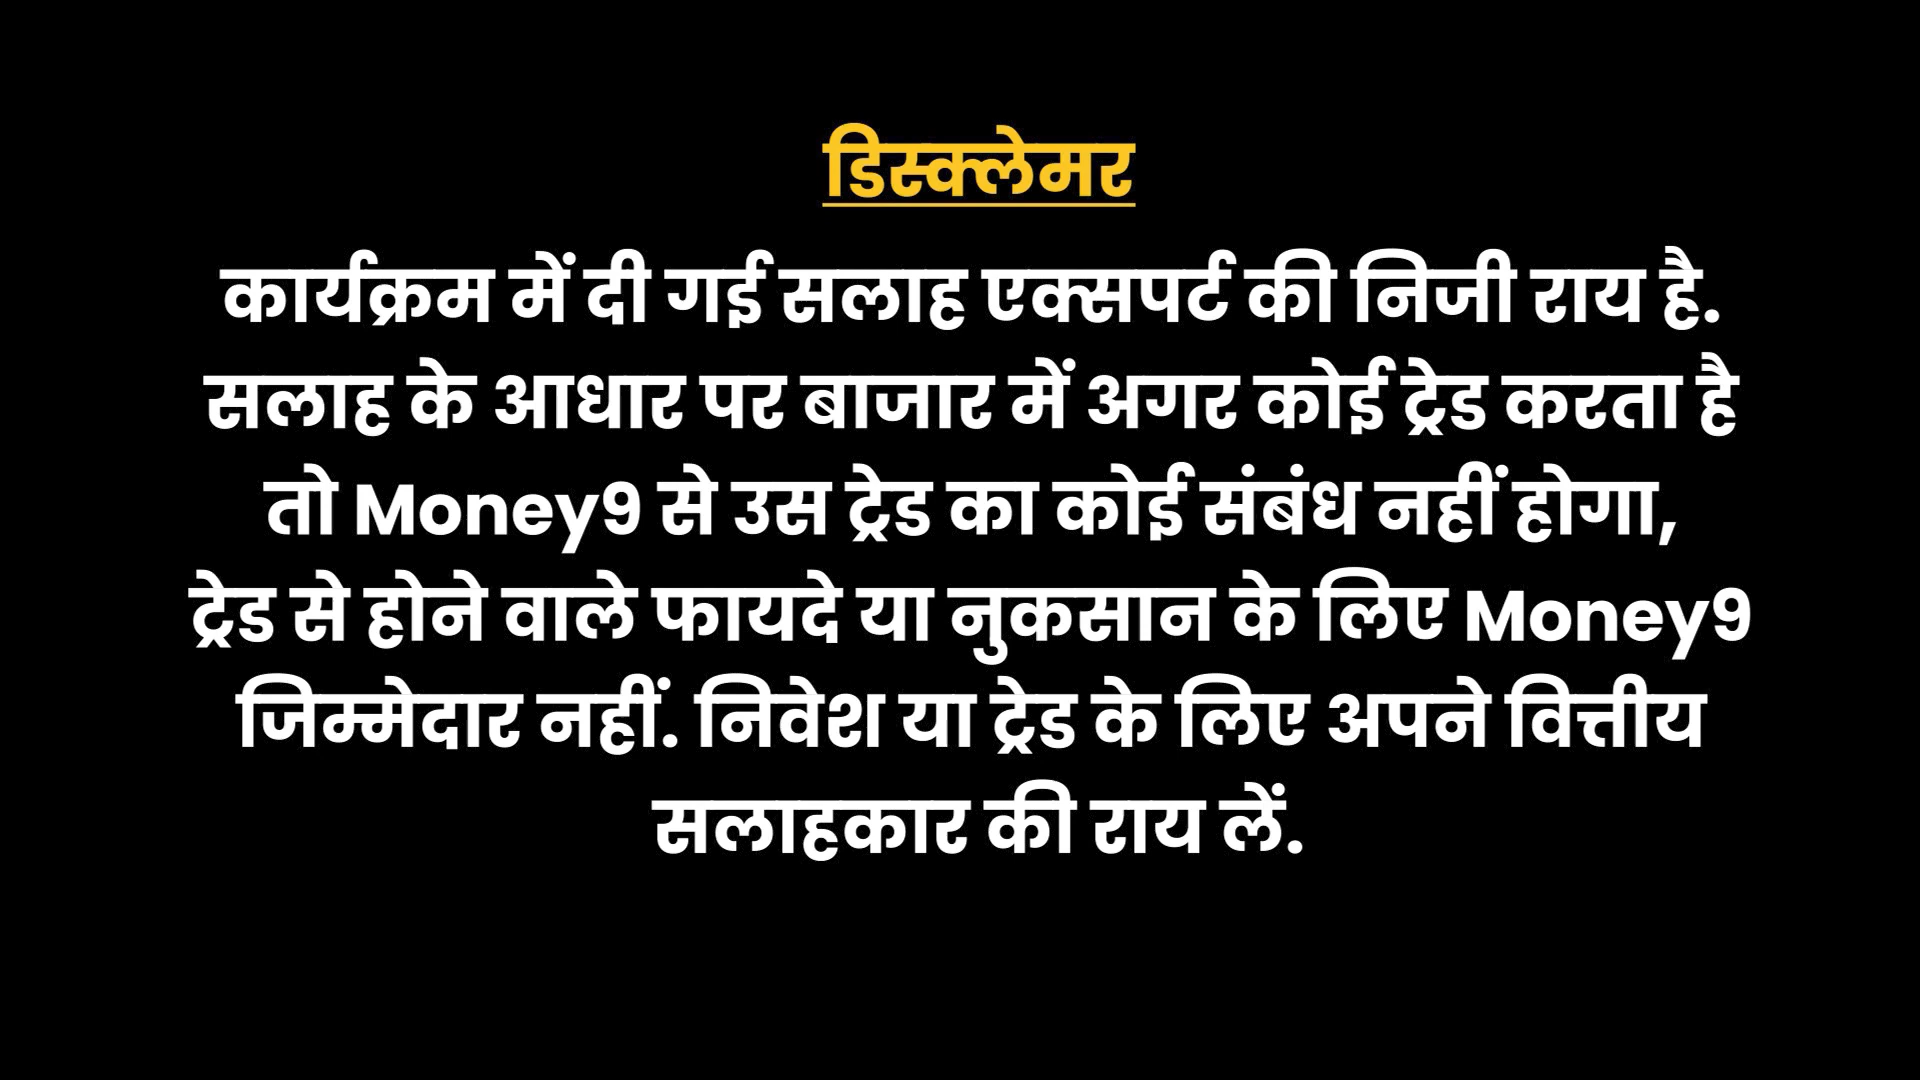 डिस्क्लेमर
कार्यक्रम में दी गई सलाह एक्सपर्ट की निजी राय है.
सलाह के आधार पर बाजार में अगर कोई ट्रेड करता है
तो Money9 से उस ट्रेड का कोई संबंध नहीं होगा,
ट्रेड से होने वाले फायदे या नुकसान के लिए Money9
जिम्मेदार नहीं. निवेश या ट्रेड के लिए अपने वित्तीय
सलाहकार की राय लें.